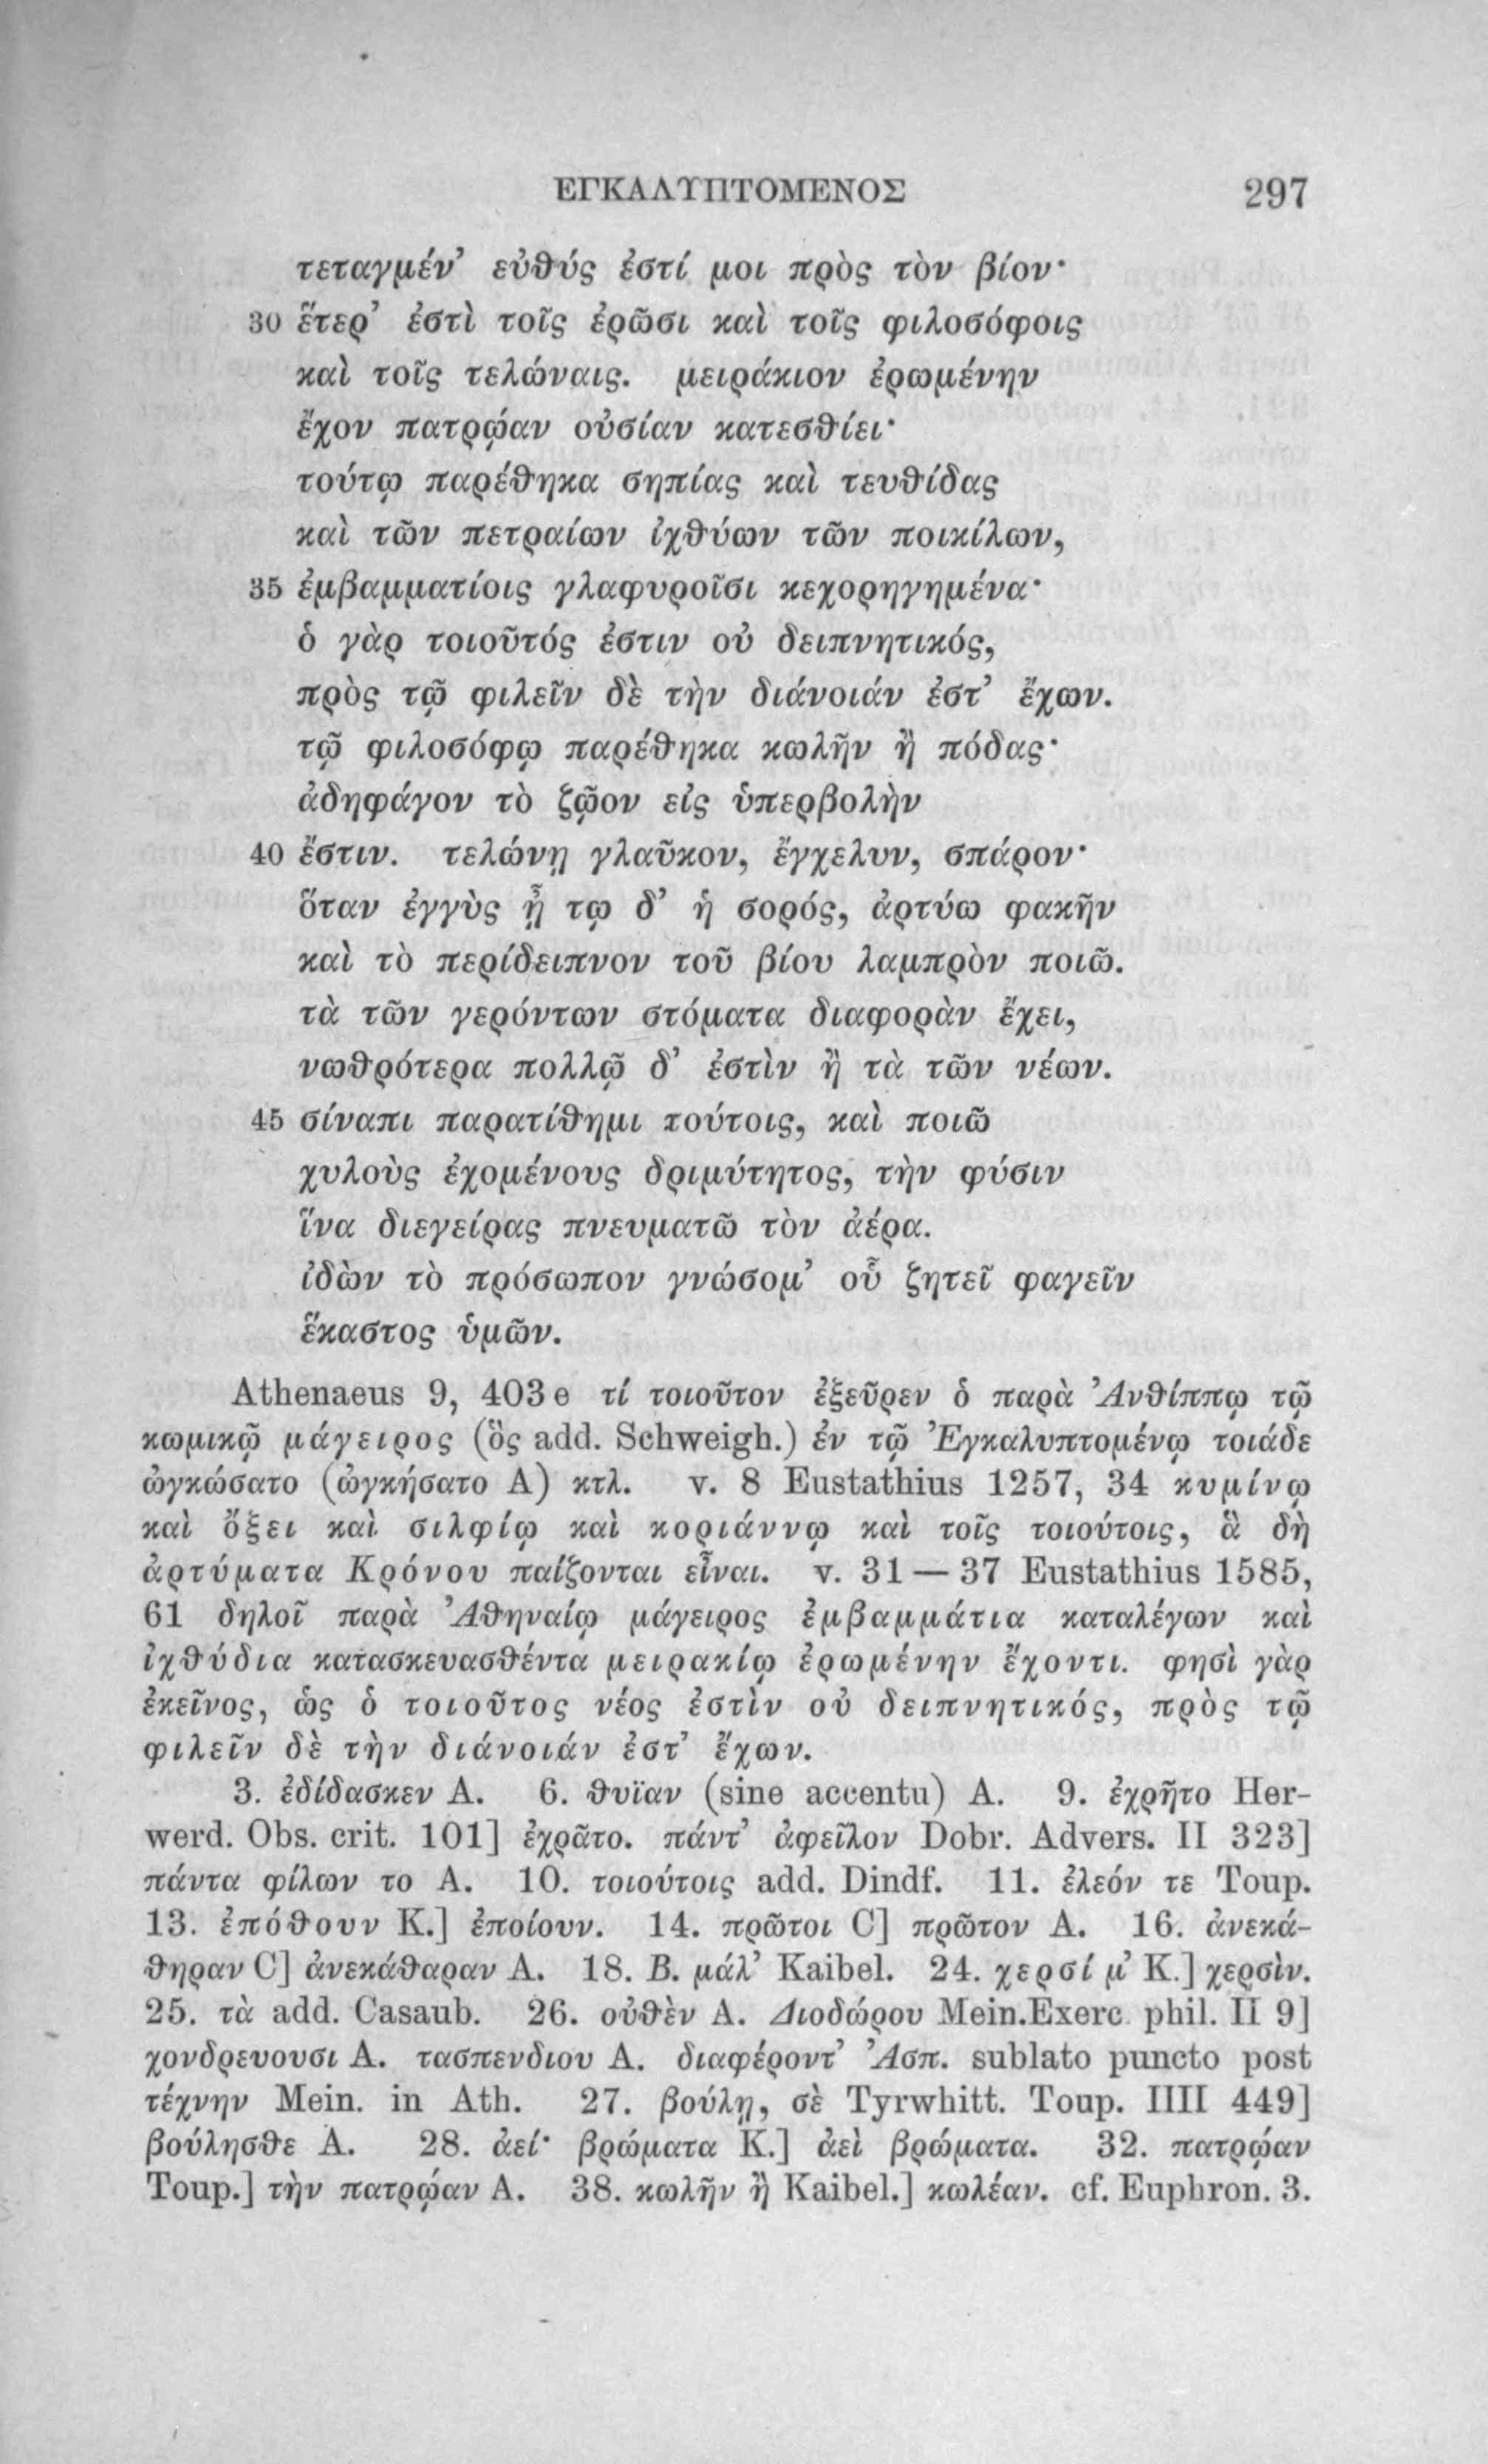 ΕΓΚΑΛΥΠΤΟΜΕΝΟΣ 297
τεταγμέν’ εὐθύς ἐστί μοι πρὸς τὸν βίον·
30 ἕτερ’ ἐστὶ τοῖς ἐρῶσι καὶ τοῖς φιλοσόφοις
καὶ τοῖς τελώναις. μειράκιον ἐρωμένην
ἔχον πατρῴαν οὐσίαν κατεσθίει·
τούτῳ παρέθηκα σηπίας καὶ τευθίδας
καὶ τῶν πετραίων ἰχθύων τῶν ποικίλων,
35 ἐμβαμματίοις γλαφυροῖσι κεχορηγημένα·
ὁ γὰρ τοιοῦτός ἐστιν οὐ δειπνητικός,
πρὸς τῷ φιλεῖν δὲ τὴν διάνοιάν ἐστ’ ἔχων.
τῷ φιλοσόφῳ παρέθηκα κωλῆν ἢ πόδας·
ἀδηφάγον τὸ ζῷον εἰς ὑπερβολὴν
40 ἔστιν. τελώνῃ γλαῦκον, ἔγχελυν, σπάρον·
ὅταν ἐγγὺς ᾖ τῳ δ’ ἡ σορός, ἀρτύω φακῆν
καὶ τὸ περίδειπνον τοῦ βίου λαμπρὸν ποιῶ.
τὰ τῶν γερόντων στόματα διαφορὰν ἔχει,
νωθρότερα πολλῷ δ’ ἐστὶν ἢ τὰ τῶν νέων.
45 σίναπι παρατίθημι τούτοις, καὶ ποιῶ
χυλοὺς ἐχομένους δριμύτητος, τὴν φύσιν
ἵνα διεγείρας πνευματῶ τὸν ἀέρα.
ἰδὼν τὸ πρόσωπον γνώσομ’ οὗ ζητεῖ φαγεῖν
ἕκαστος ὑμῶν.
Athenaeus 9, 403 e τί τοιοῦτον ἐξεῦρεν ὁ παρὰ ’Ανθίππῳ τῷ
κωμικῷ μάγειρος (ὃς add. Schweigh.) ἐν τῷ ’Εγκαλυπτομένῳ τοιάδε
ὠγκώσατο (ὠγκήσατο A) κτλ. v. 8 Eustathius 1257, 34 κυμίνῳ
καὶ ὄξει καὶ σιλφίῳ καὶ κοριάννῳ καὶ τοῖς τοιούτοις, ἃ δὴ
ἀρτύματα Κρόνου παίζονται εἶναι. v. 31 — 37 Eustathius 1585,
61 δηλοῖ παρὰ ’Αθηναίῳ μάγειρος ἐμβαμμάτια καταλέγων καὶ
ἰχθύδια κατασκευασθέντα μειρακίῳ ἐρωμένην ἔχοντι. φησὶ γὰρ
ἐκεῖνος, ὡς ὁ τοιοῦτος νέος ἐστὶν οὐ δειπνητικός, πρὸς τῷ
φιλεῖν δὲ τὴν διάνοιάν ἐστ’ ἔχων.
3. ἐδίδασκεν A. 6. θυϊαν (sine accentu) A. 9. ἐχρῆτο Her-
werd. Obs. crit. 101] ἐχρᾶτο. πάντ’ ἀφεῖλον Dobr. Advers. II 323]
πάντα φίλων το A. 10. τοιούτοις add. Dindf. 11. ἐλεόν τε Toup.
13. ἐπόθουν K.] ἐποίουν. 14. πρῶτοι C] πρῶτον A. 16. ἀνεκά-
θηραν C] ἀνεκάθαραν A. 18. B. μάλ’ Kaibel. 24. χερσί μ’ K.] χερσὶν.
25. τὰ add. Casaub. 26. οὐθὲν A. Διοδώρου Mein.Exerc. phil. II 9]
χονδρευουσι A. τασπενδιου A. διαφέροντ’ ’Ασπ. sublato puncto post
τέχνην Mein. in Ath. 27. βούλῃ, σὲ Tyrwhitt. Toup. IIII 449]
βούλησθε A. 28. ἀεί· βρώματα K.] ἀεὶ βρώματα. 32. πατρῴαν
Toup.] τὴν πατρῴαν A. 38. κωλῆν ἢ Kaibel.] κωλέαν. cf. Euphron. 3.